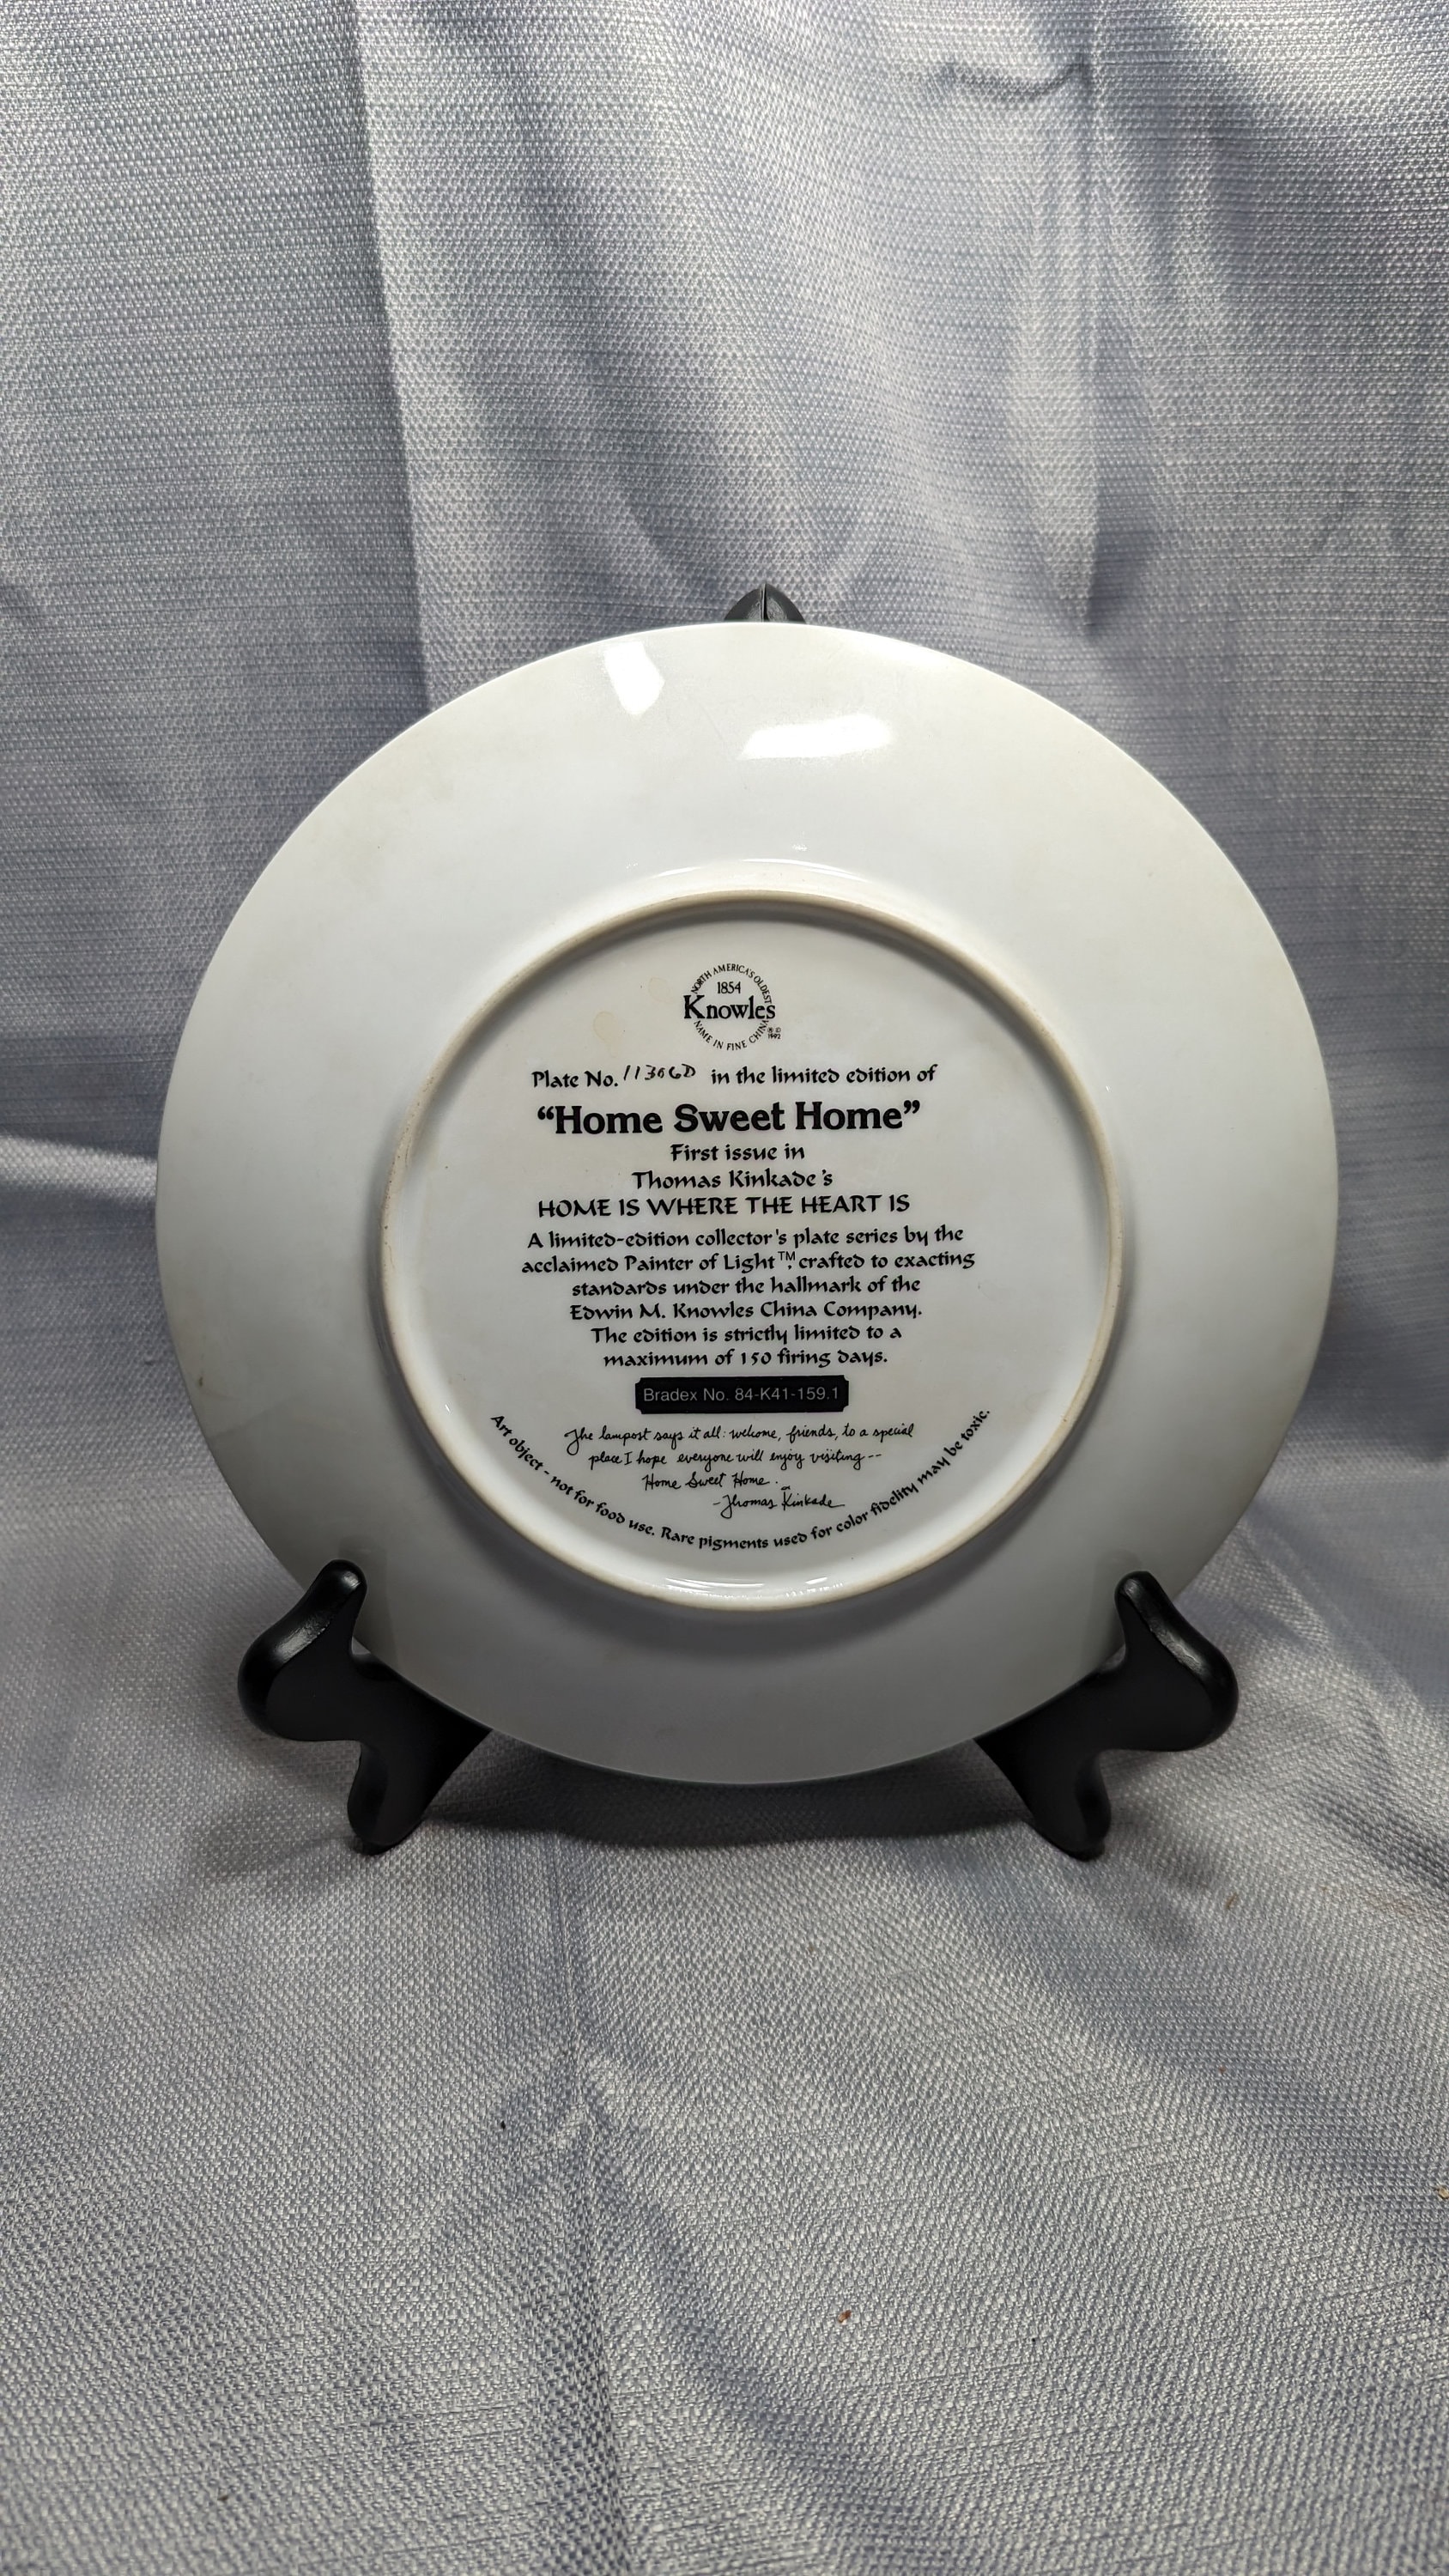 NORTH AMERICA'S OLDEST
1854
Knowles
NAME IN FINE CHINA
® ©
1992
Plate No. 11306D in the limited edition of
“Home Sweet Home”
First issue in
Thomas Kinkade's
HOME IS WHERE THE HEART IS
A limited-edition collector's plate series by the
acclaimed Painter of Light™, crafted to exacting
standards under the hallmark of the
Edwin M. Knowles China Company.
The edition is strictly limited to a
maximum of 150 firing days.
Bradex No. 84-K41-159.1
The lampost says it all: welcome, friends, to a special
place I hope everyone will enjoy visiting--
Home Sweet Home.
-Thomas Kinkade
Art object - not for food use. Rare pigments used for color fidelity may be toxic.